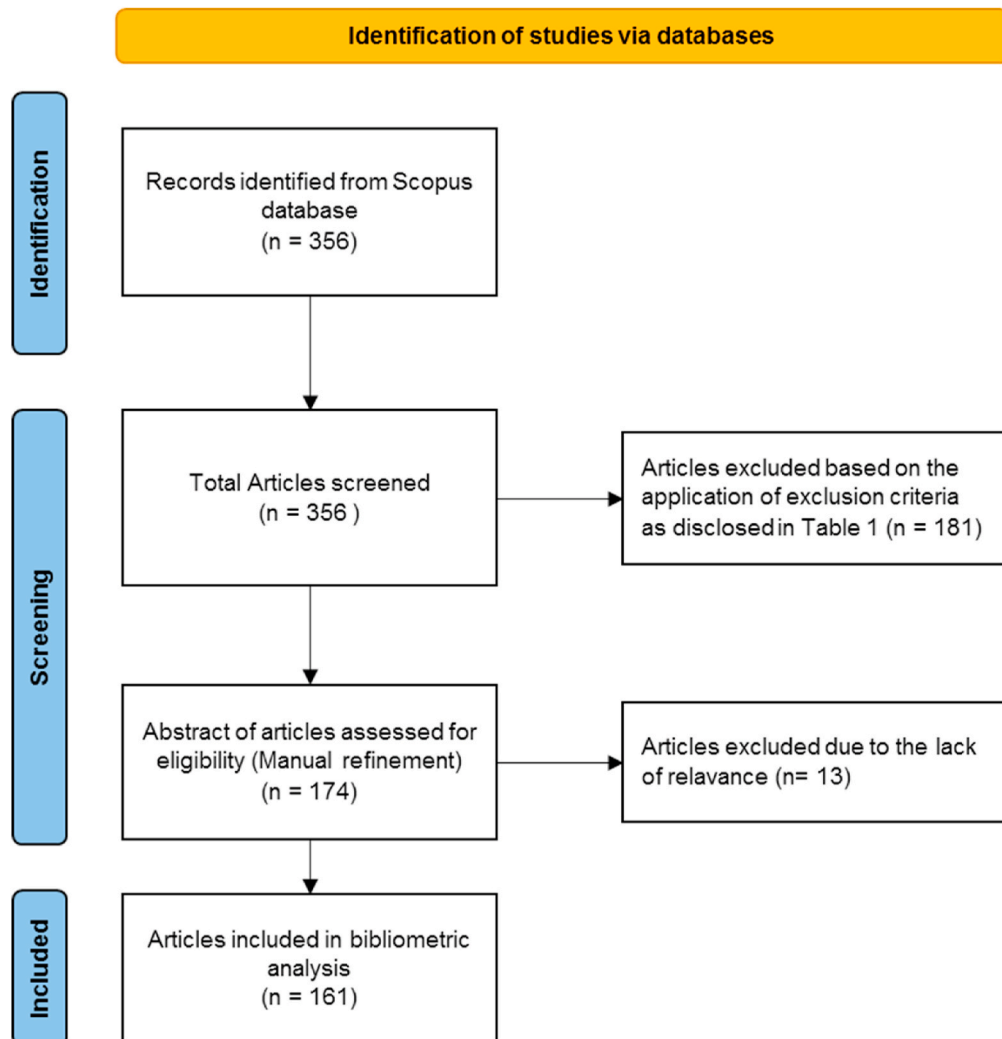 Identification of studies via databases
Identification
Records identified from Scopus
database
(n = 356)
Screening
Total Articles screened
(n = 356 )
Articles excluded based on the
application of exclusion criteria
as disclosed in Table 1 (n = 181)
Abstract of articles assessed for
eligibility (Manual refinement)
(n = 174)
Articles excluded due to the lack
of relavance (n= 13)
Included
Articles included in bibliometric
analysis
(n = 161)